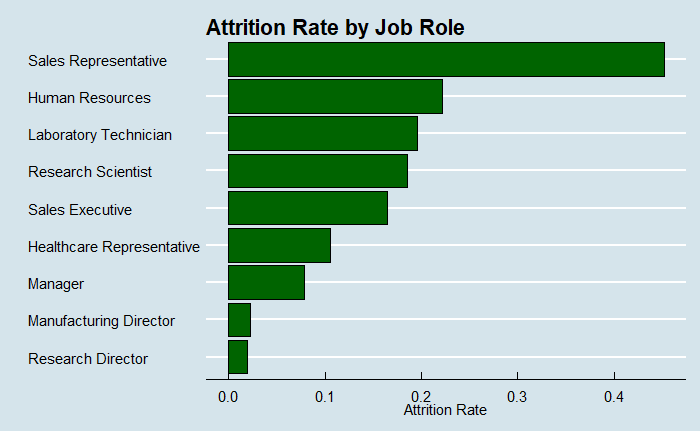 Attrition Rate by Job Role
Sales Representative
Human Resources
Laboratory Technician
Research Scientist
Sales Executive
Healthcare Representative
Manager
Manufacturing Director
Research Director
0.0 0.1 0.2 0.3 0.4
Attrition Rate